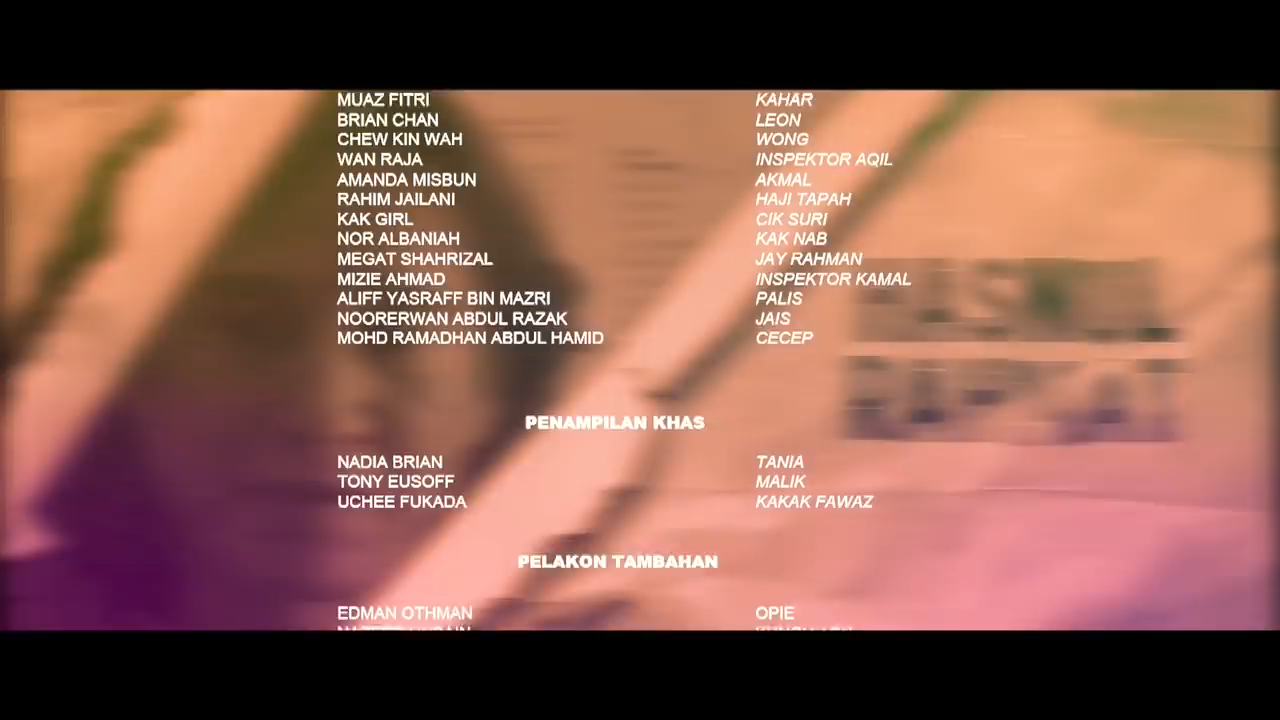 MUAZ FITRI KAHAR
BRIAN CHAN LEON
CHEW KIN WAH WONG
WAN RAJA INSPEKTOR AQIL
AMANDA MISBUN AKMAL
RAHIM JAILANI HAJI TAPAH
KAK GIRL CIK SURI
NOR ALBANIAH KAK NAB
MEGAT SHAHRIZAL JAY RAHMAN
MIZIE AHMAD INSPEKTOR KAMAL
ALIFF YASRAFF BIN MAZRI PALIS
NOORERWAN ABDUL RAZAK JAIS
MOHD RAMADHAN ABDUL HAMID CECEP
PENAMPILAN KHAS
NADIA BRIAN TANIA
TONY EUSOFF MALIK
UCHEE FUKADA KAKAK FAWAZ
PELAKON TAMBAHAN
EDMAN OTHMAN OPIE